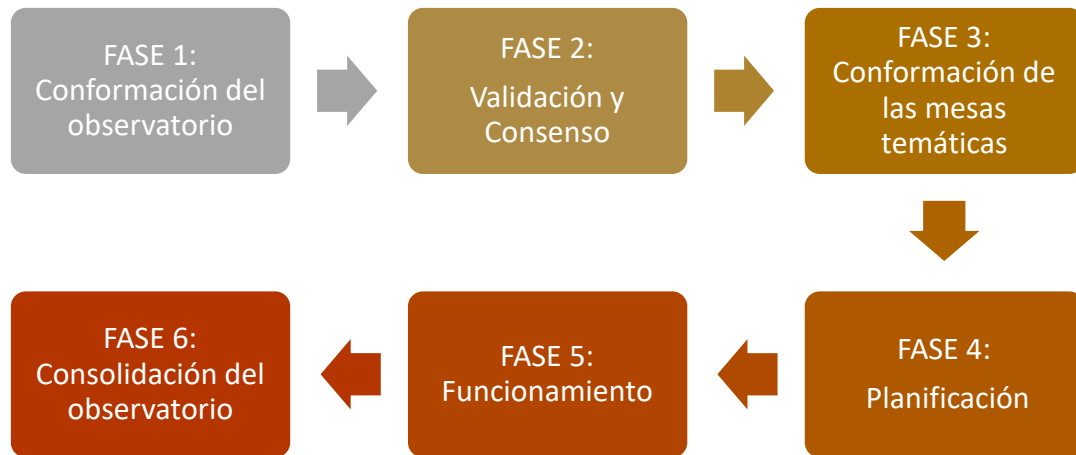 FASE 1:
Conformación del
observatorio
FASE 2:
Validación y
Consenso
FASE 3:
Conformación de
las mesas
temáticas
FASE 4:
Planificación
FASE 5:
Funcionamiento
FASE 6:
Consolidación del
observatorio